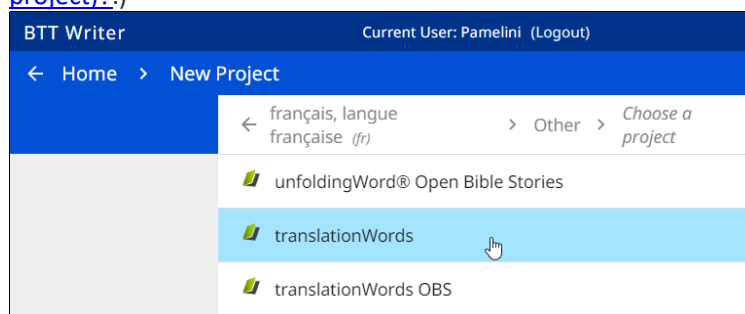 project).:)
BTT Writer Current User: Pamelini (Logout)
← Home > New Project
← français, langue française (fr) > Other > Choose a project
unfoldingWord® Open Bible Stories
translationWords
translationWords OBS